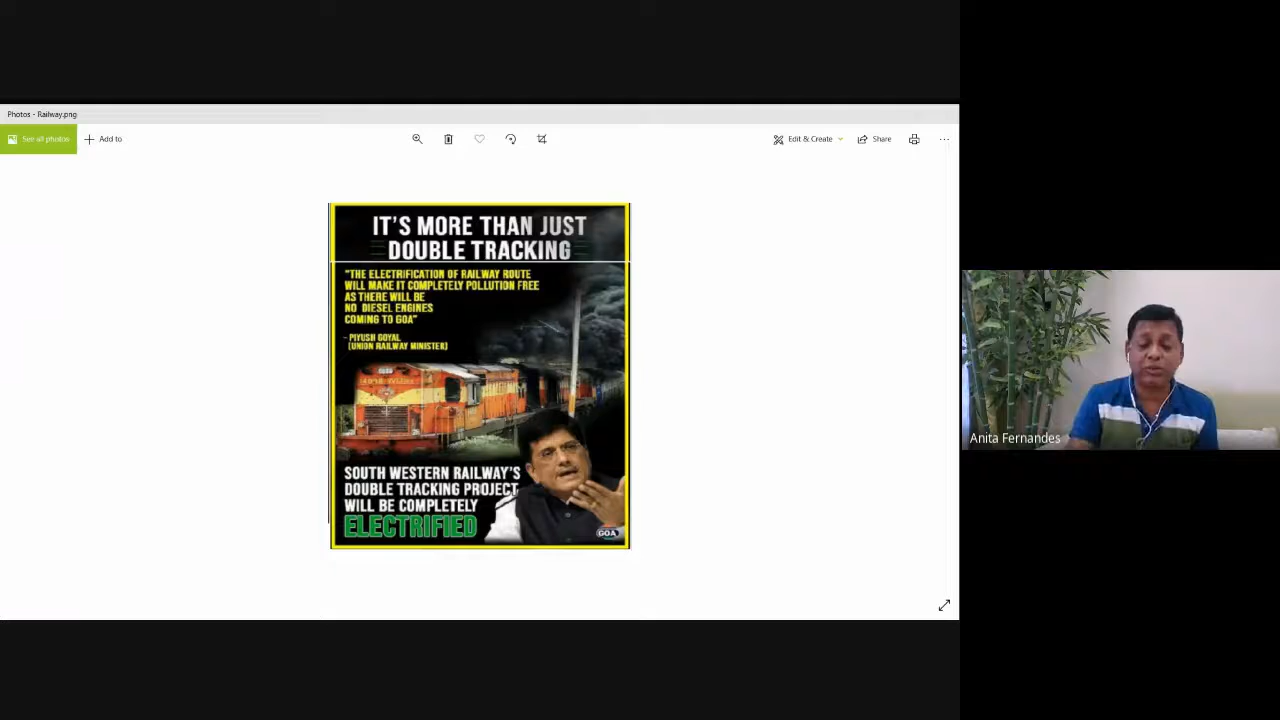 Photos - Railway.png
See all photos
Add to
Edit & Create
Share
IT'S MORE THAN JUST
DOUBLE TRACKING
"THE ELECTRIFICATION OF RAILWAY ROUTE
WILL MAKE IT COMPLETELY POLLUTION FREE
AS THERE WILL BE
NO DIESEL ENGINES
COMING TO GOA"
- PIYUSH GOYAL
(UNION RAILWAY MINISTER)
SOUTH WESTERN RAILWAY'S
DOUBLE TRACKING PROJECT
WILL BE COMPLETELY
ELECTRIFIED
GOA
Anita Fernandes